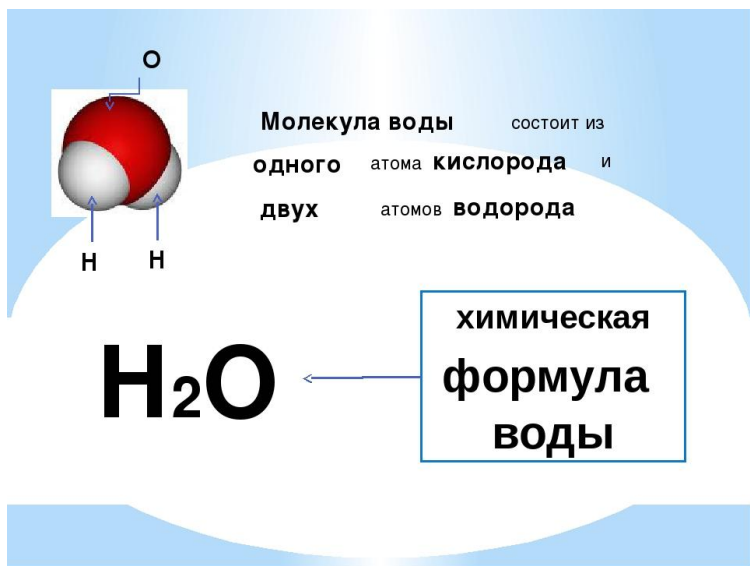 O
Молекула воды состоит из
одного атома кислорода и
двух атомов водорода
H H
H2O
химическая
формула
воды